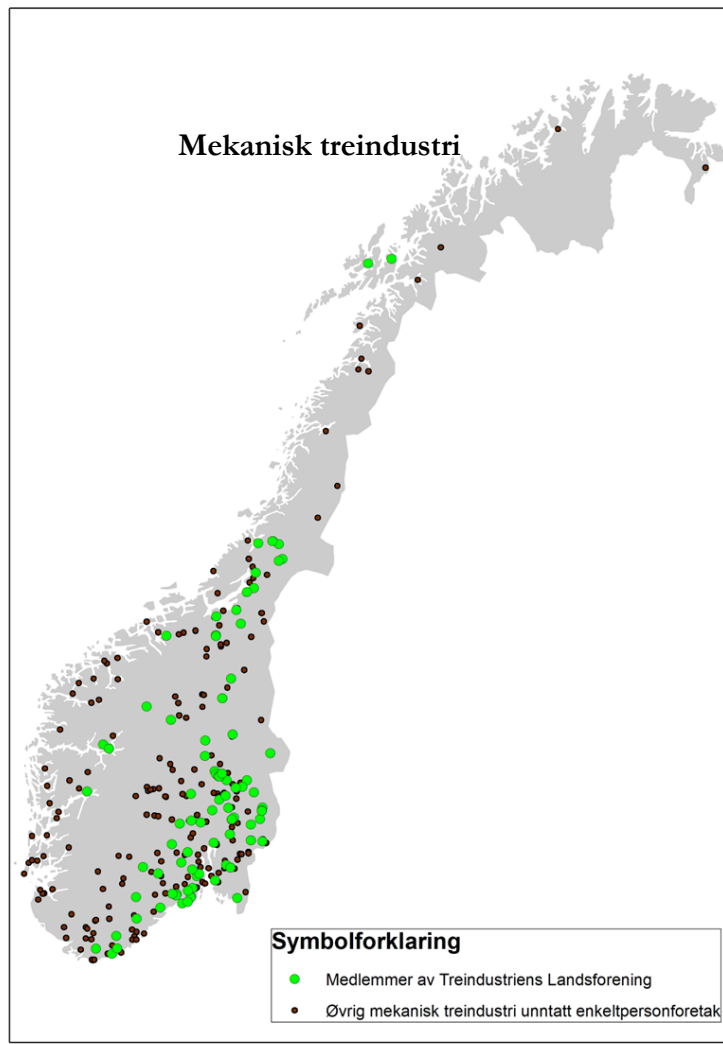 Mekanisk treindustri
Symbolforklaring
Medlemmer av Treindustriens Landsforening
Øvrig mekanisk treindustri unntatt enkeltpersonforetak